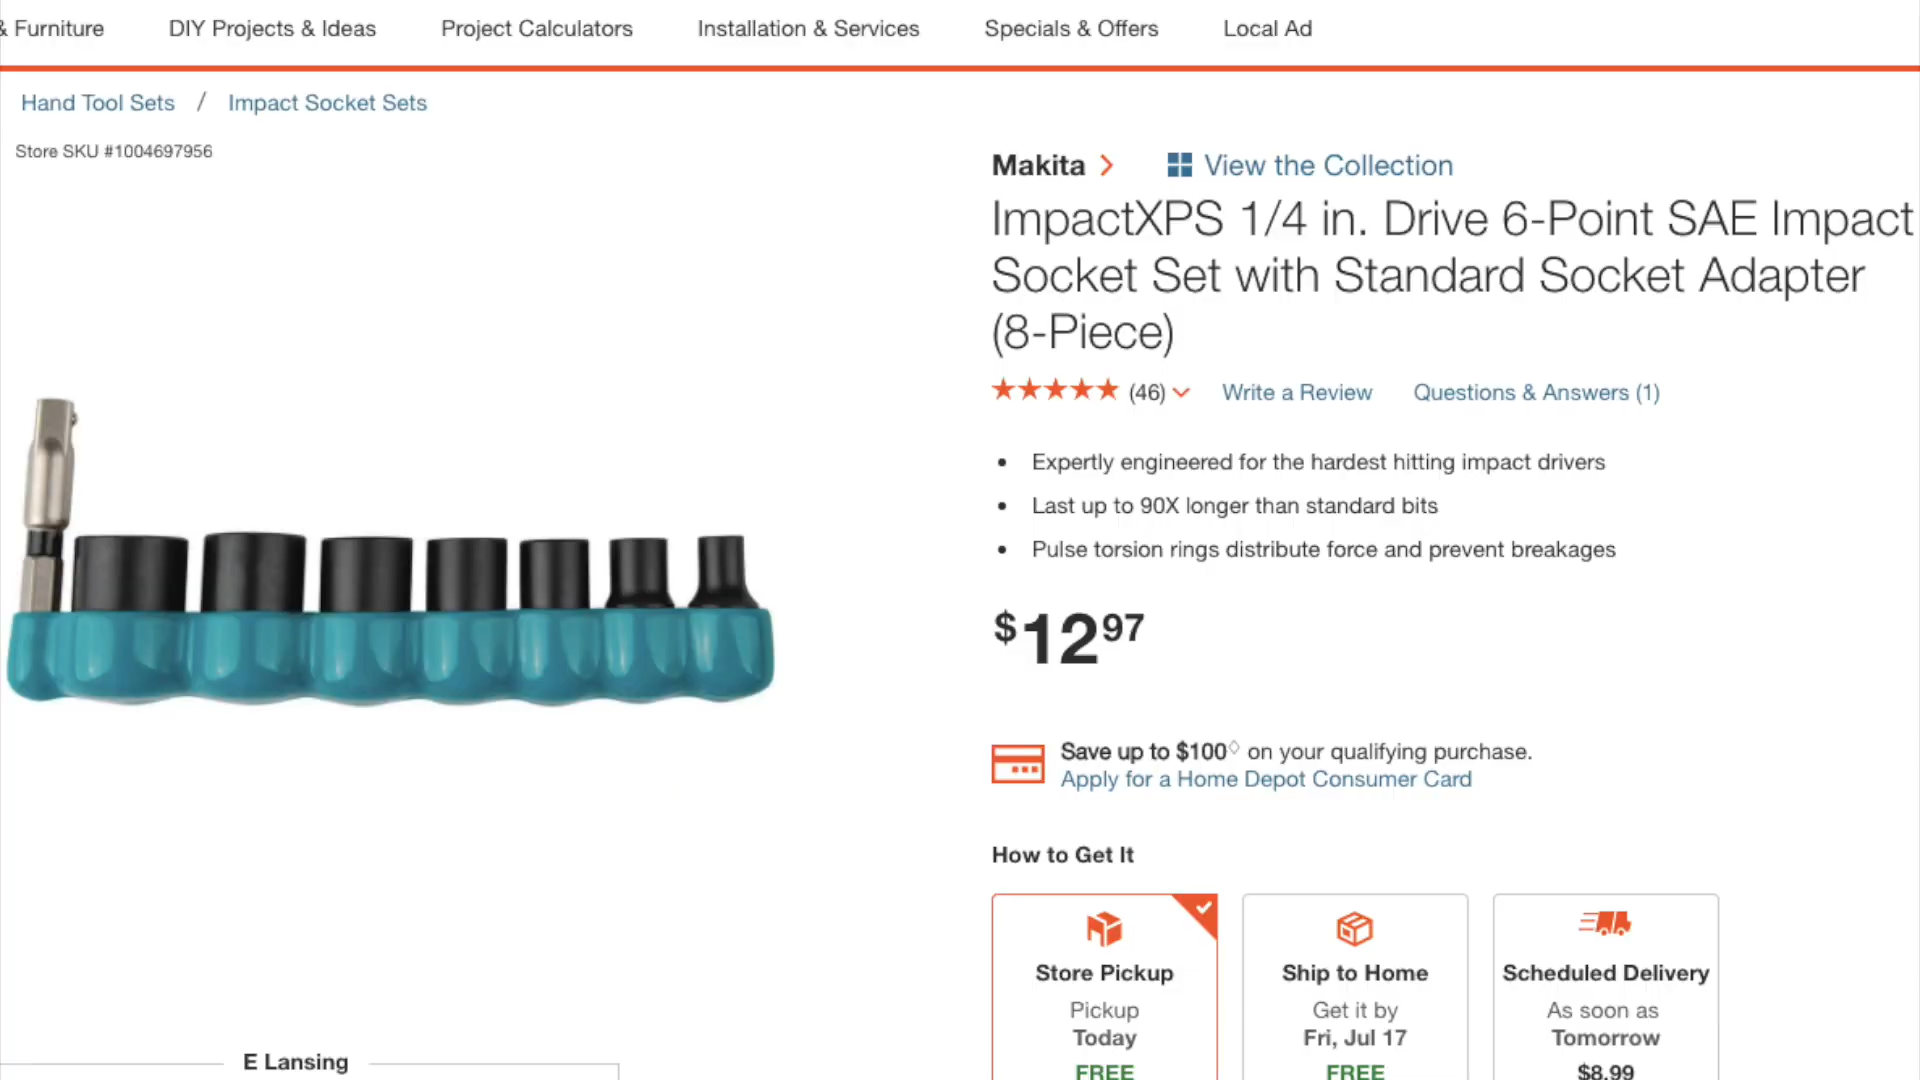 & Furniture
DIY Projects & Ideas
Project Calculators
Installation & Services
Specials & Offers
Local Ad
Hand Tool Sets / Impact Socket Sets
Store SKU #1004697956
Makita
View the Collection
ImpactXPS 1/4 in. Drive 6-Point SAE Impact
Socket Set with Standard Socket Adapter
(8-Piece)
(46)
Write a Review
Questions & Answers (1)
• Expertly engineered for the hardest hitting impact drivers
• Last up to 90X longer than standard bits
• Pulse torsion rings distribute force and prevent breakages
$1297
Save up to $100◊ on your qualifying purchase.
Apply for a Home Depot Consumer Card
How to Get It
Store Pickup
Pickup
Today
FREE
Ship to Home
Get it by
Fri, Jul 17
FREE
Scheduled Delivery
As soon as
Tomorrow
$8.99
E Lansing